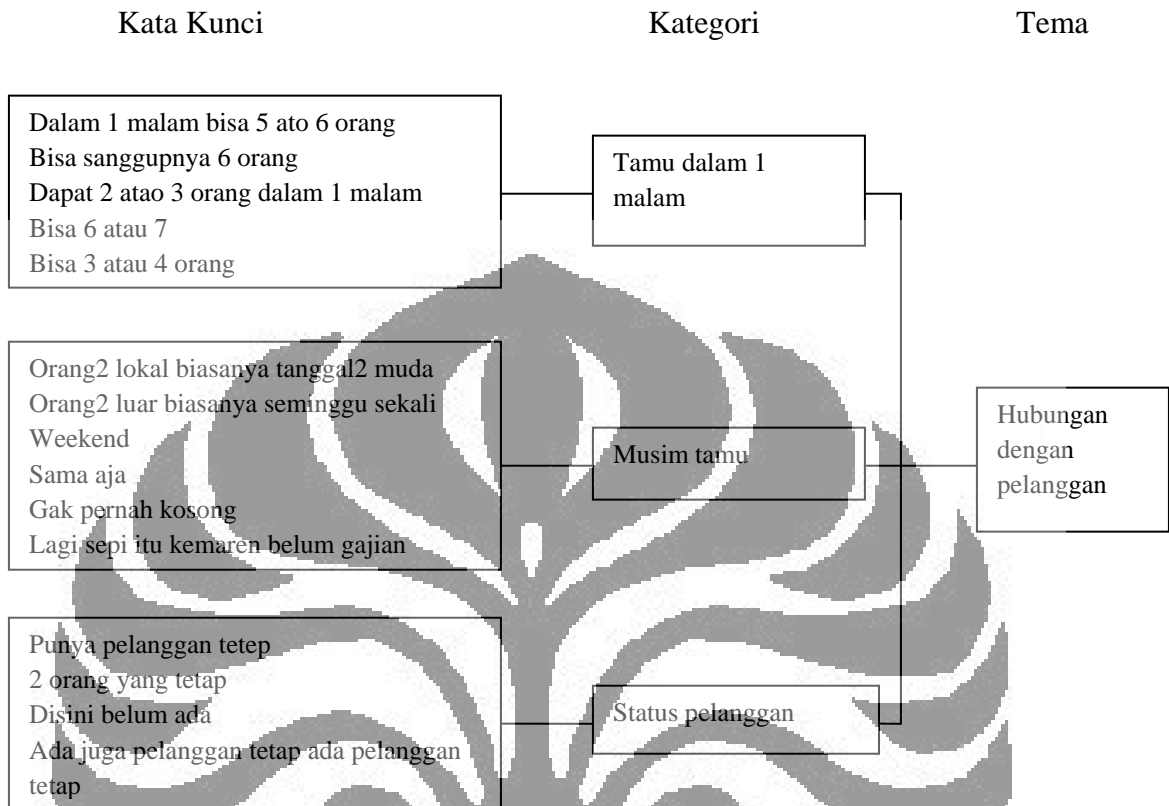 Kata Kunci
Kategori
Tema
Dalam 1 malam bisa 5 ato 6 orang
Bisa sanggupnya 6 orang
Dapat 2 atao 3 orang dalam 1 malam
Bisa 6 atau 7
Bisa 3 atau 4 orang
Tamu dalam 1
malam
Orang2 lokal biasanya tanggal2 muda
Orang2 luar biasanya seminggu sekali
Weekend
Sama aja
Gak pernah kosong
Lagi sepi itu kemaren belum gajian
Musim tamu
Hubungan
dengan
pelanggan
Punya pelanggan tetep
2 orang yang tetap
Disini belum ada
Ada juga pelanggan tetap ada pelanggan
tetap
Status pelanggan